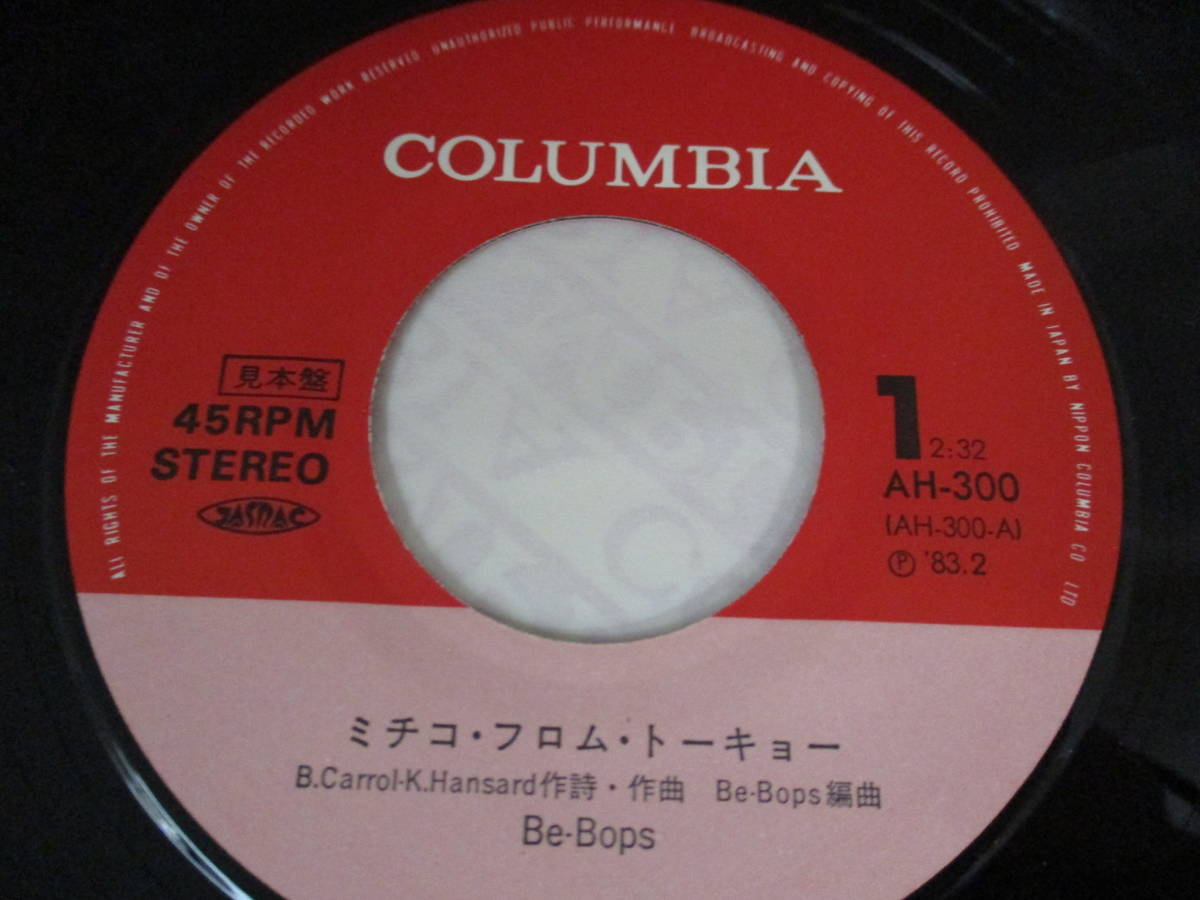 ALL RIGHTS OF THE MANUFACTURER AND OF THE OWNER OF THE RECORDED WORK RESERVED UNAUTHORIZED PUBLIC PERFORMANCE BROADCASTING AND COPYING OF THIS RECORD PROHIBITED MADE IN JAPAN BY NIPPON COLUMBIA CO LTD
COLUMBIA
見本盤
45RPM
STEREO
JASRAC
1 2:32
AH-300
(AH-300-A)
Ⓟ '83.2
ミチコ・フロム・トーキョー
B.Carrol-K.Hansard作詩・作曲 Be-Bops編曲
Be-Bops